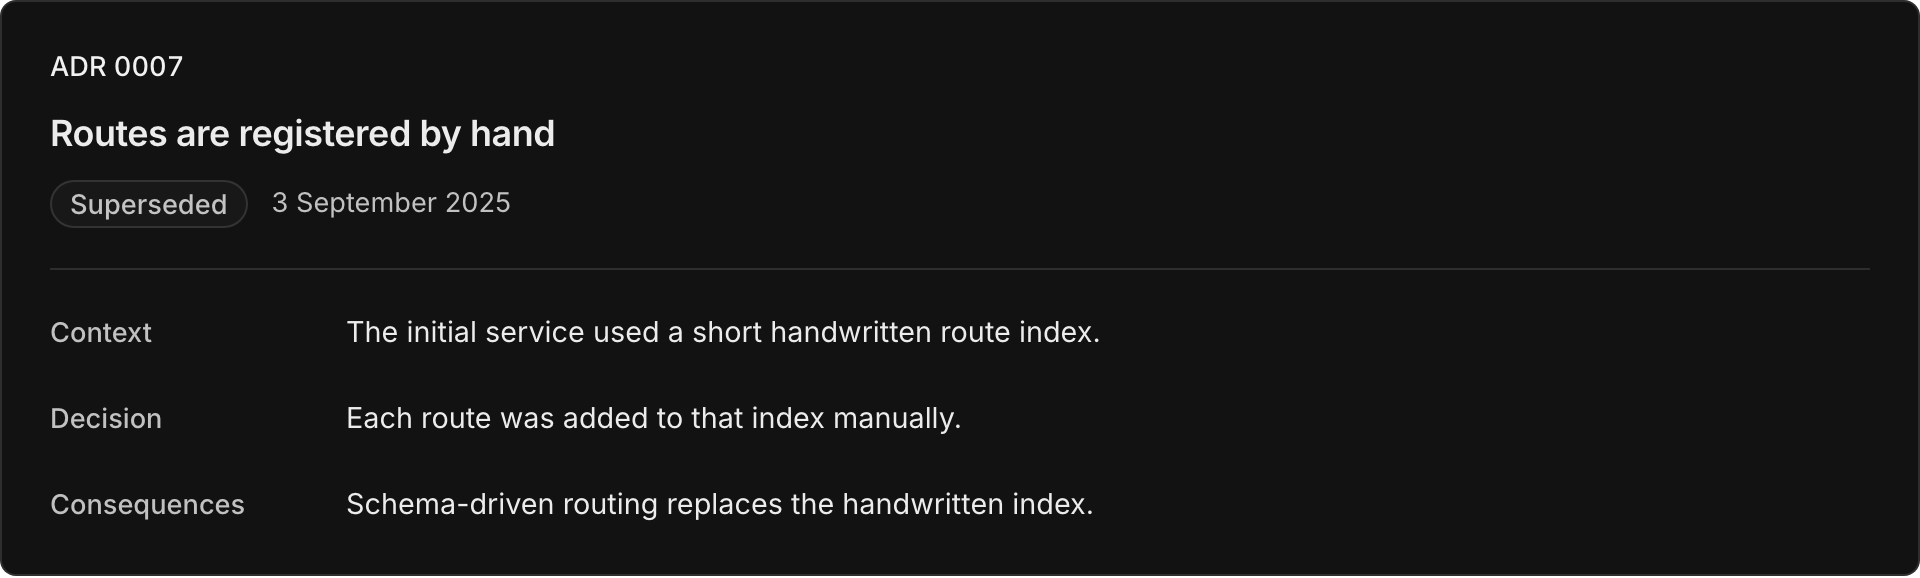 ADR 0007
Routes are registered by hand
Superseded 3 September 2025
Context The initial service used a short handwritten route index.
Decision Each route was added to that index manually.
Consequences Schema-driven routing replaces the handwritten index.